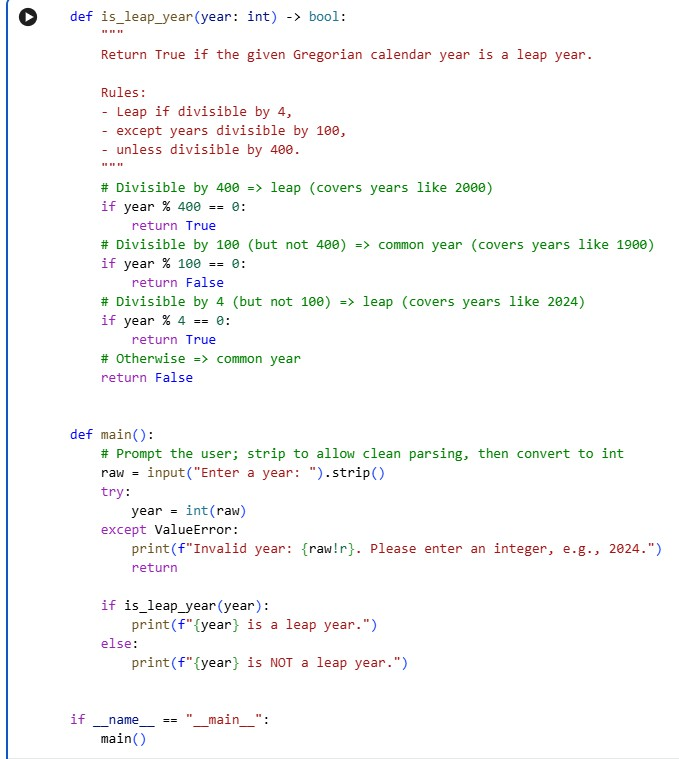 def is_leap_year(year: int) -> bool:
    """
    Return True if the given Gregorian calendar year is a leap year.

    Rules:
    - Leap if divisible by 4,
    - except years divisible by 100,
    - unless divisible by 400.
    """
    # Divisible by 400 => leap (covers years like 2000)
    if year % 400 == 0:
        return True
    # Divisible by 100 (but not 400) => common year (covers years like 1900)
    if year % 100 == 0:
        return False
    # Divisible by 4 (but not 100) => leap (covers years like 2024)
    if year % 4 == 0:
        return True
    # Otherwise => common year
    return False


def main():
    # Prompt the user; strip to allow clean parsing, then convert to int
    raw = input("Enter a year: ").strip()
    try:
        year = int(raw)
    except ValueError:
        print(f"Invalid year: {raw!r}. Please enter an integer, e.g., 2024.")
        return

    if is_leap_year(year):
        print(f"{year} is a leap year.")
    else:
        print(f"{year} is NOT a leap year.")


if __name__ == "__main__":
    main()